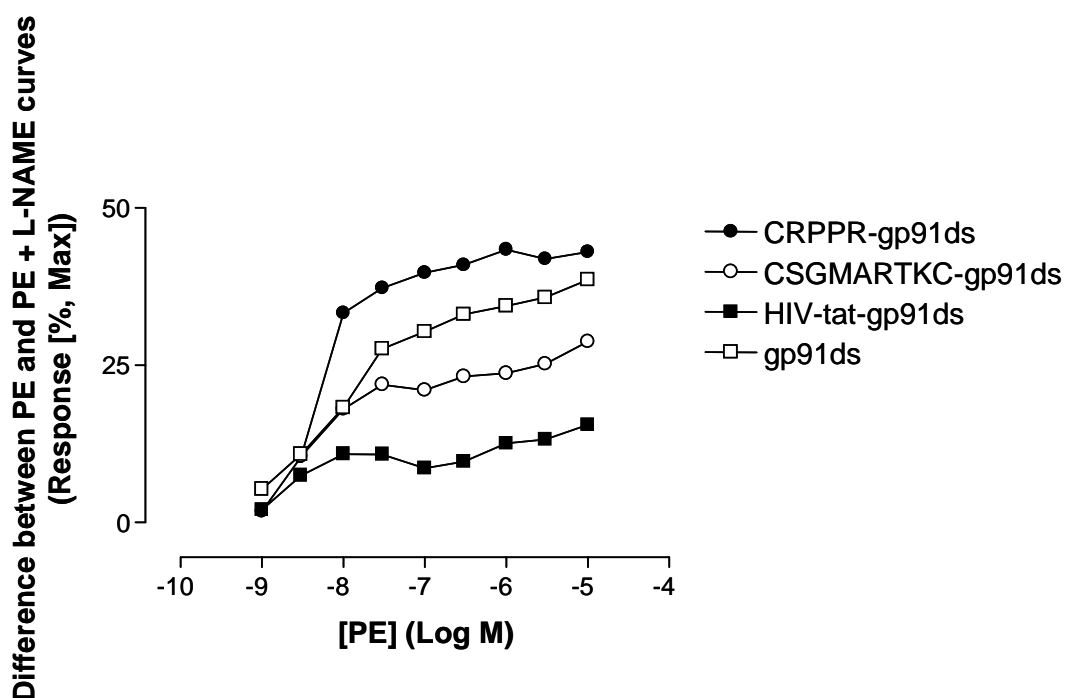 Difference between PE and PE + L-NAME curves
(Response [%, Max])
50
25
0
-10 -9 -8 -7 -6 -5 -4
[PE] (Log M)
CRPPR-gp91ds
CSGMARTKC-gp91ds
HIV-tat-gp91ds
gp91ds